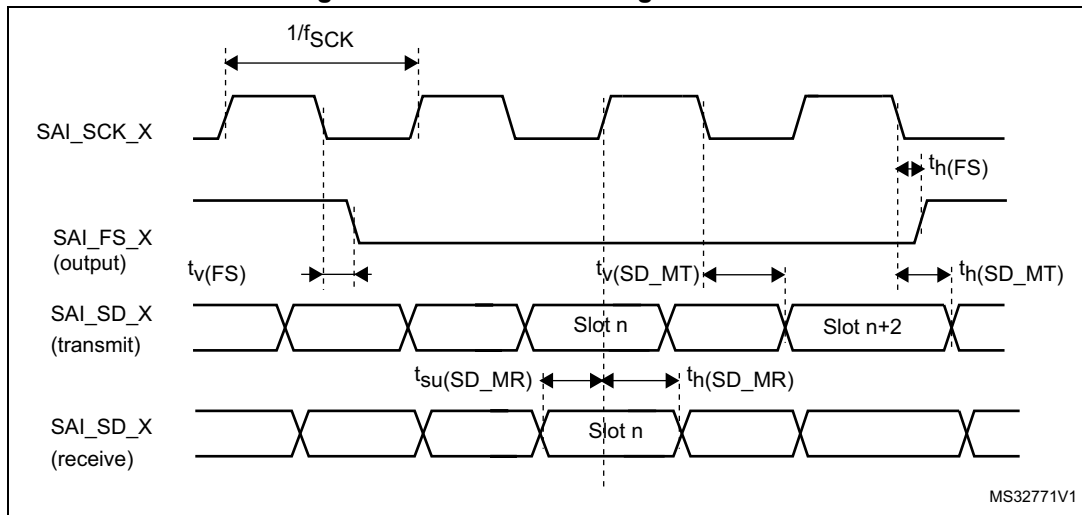 1/fSCK
SAI_SCK_X
th(FS)
SAI_FS_X
(output)
tv(FS)
tv(SD_MT)
th(SD_MT)
SAI_SD_X
(transmit)
Slot n
Slot n+2
tsu(SD_MR)
th(SD_MR)
SAI_SD_X
(receive)
Slot n
MS32771V1